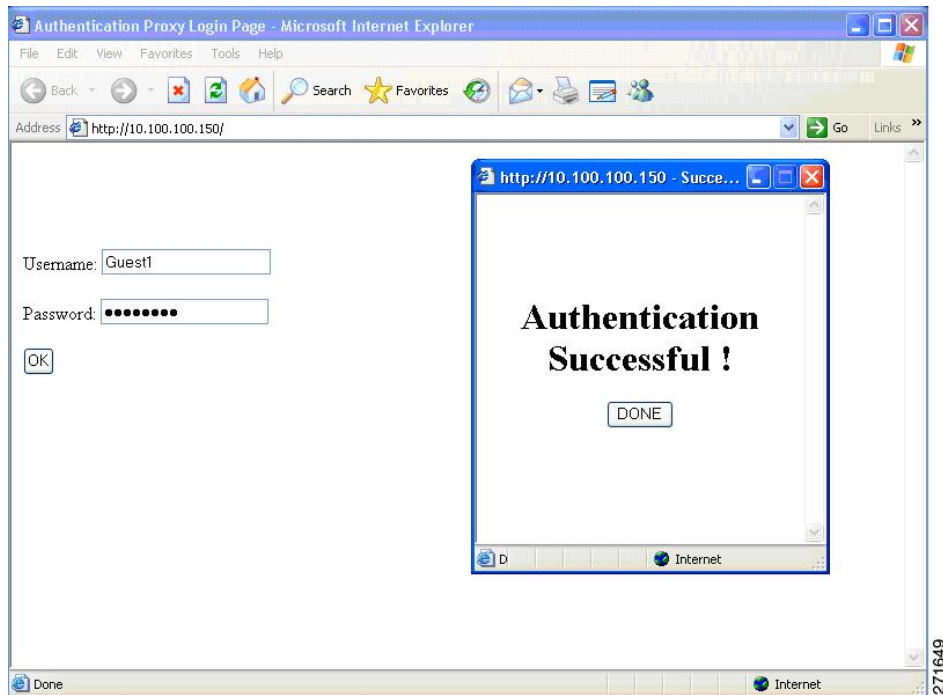 Authentication Proxy Login Page - Microsoft Internet Explorer
File Edit View Favorites Tools Help
Back Search Favorites
Address http://10.100.100.150/ Go Links »
http://10.100.100.150 - Succe...
Username: Guest1
Password: ••••••••
OK
Authentication
Successful !
DONE
D Internet
Done Internet
271649